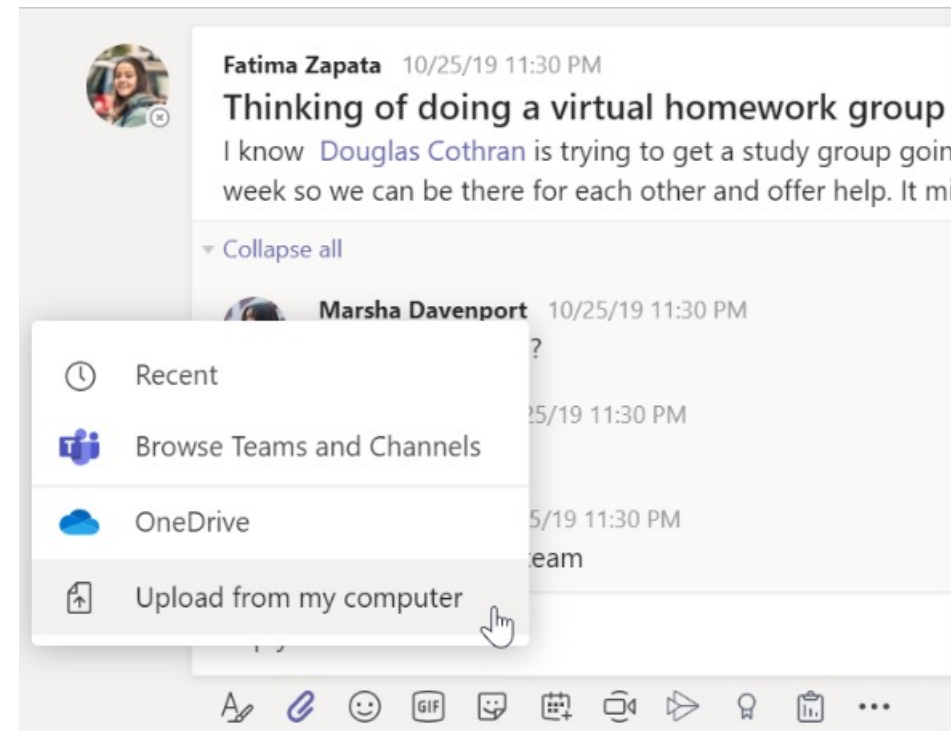 Fatima Zapata 10/25/19 11:30 PM
Thinking of doing a virtual homework group
I know Douglas Cothran is trying to get a study group
week so we can be there for each other and offer help. It
Collapse all
Marsha Davenport 10/25/19 11:30 PM
?
Recent
25/19 11:30 PM
Browse Teams and Channels
OneDrive
5/19 11:30 PM
Upload from my computer
GIF